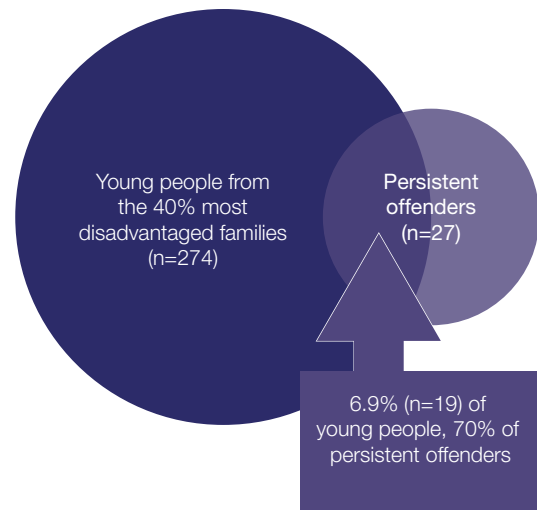 Young people from
the 40% most
disadvantaged families
(n=274)
Persistent
offenders
(n=27)
6.9% (n=19) of
young people, 70% of
persistent offenders